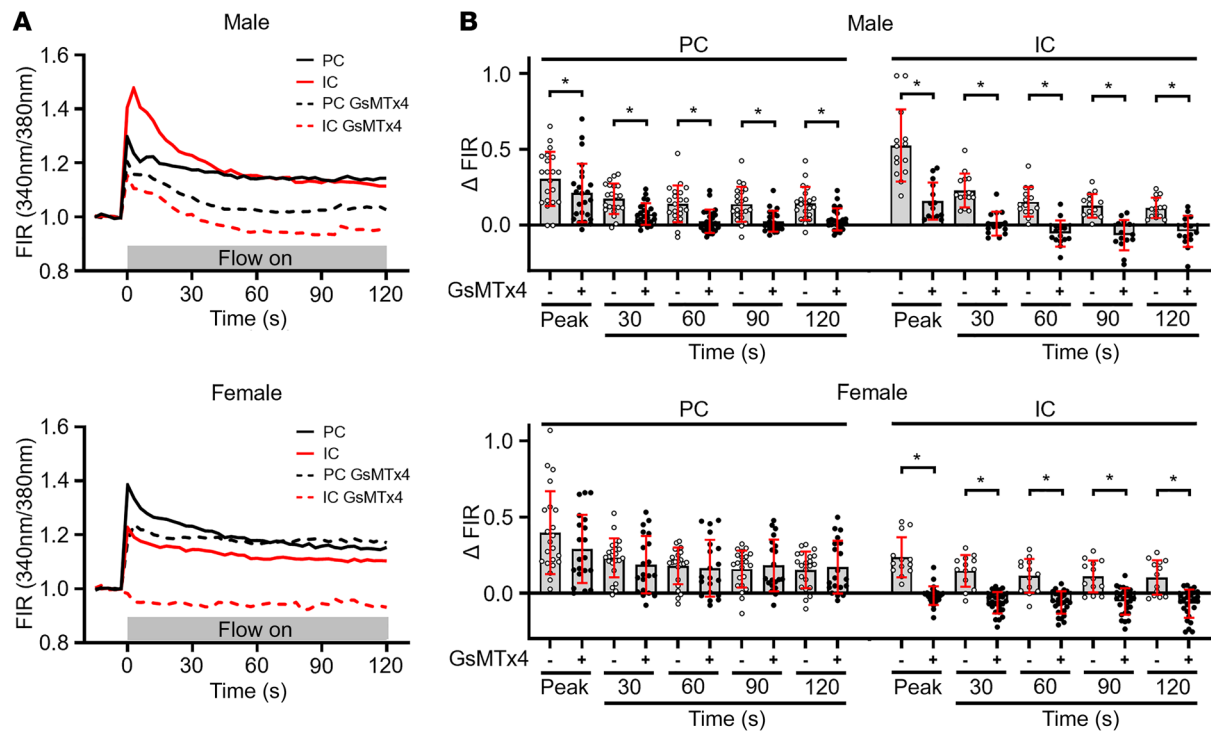 A
Male
FIR (340nm/380nm)
1.6
1.4
1.2
1.0
0.8
PC
IC
PC GsMTx4
IC GsMTx4
Flow on
0 30 60 90 120
Time (s)
Female
FIR (340nm/380nm)
1.6
1.4
1.2
1.0
0.8
PC
IC
PC GsMTx4
IC GsMTx4
Flow on
0 30 60 90 120
Time (s)
B
Male
PC IC
Δ FIR
1.0
0.5
0.0
* * * * * * * * * *
GsMTx4 - + - + - + - + - + - + - + - + - + - +
Peak 30 60 90 120 Peak 30 60 90 120
Time (s) Time (s)
Female
PC IC
Δ FIR
1.0
0.5
0.0
* * * * *
GsMTx4 - + - + - + - + - + - + - + - + - + - +
Peak 30 60 90 120 Peak 30 60 90 120
Time (s) Time (s)